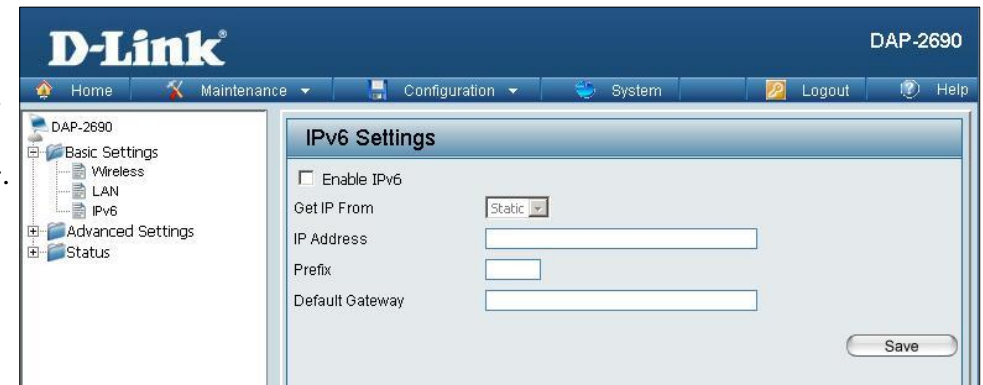 D-Link
DAP-2690
Home Maintenance Configuration System Logout Help
DAP-2690
Basic Settings
Wireless
LAN
IPv6
Advanced Settings
Status
IPv6 Settings
Enable IPv6
Get IP From Static
IP Address
Prefix
Default Gateway
Save